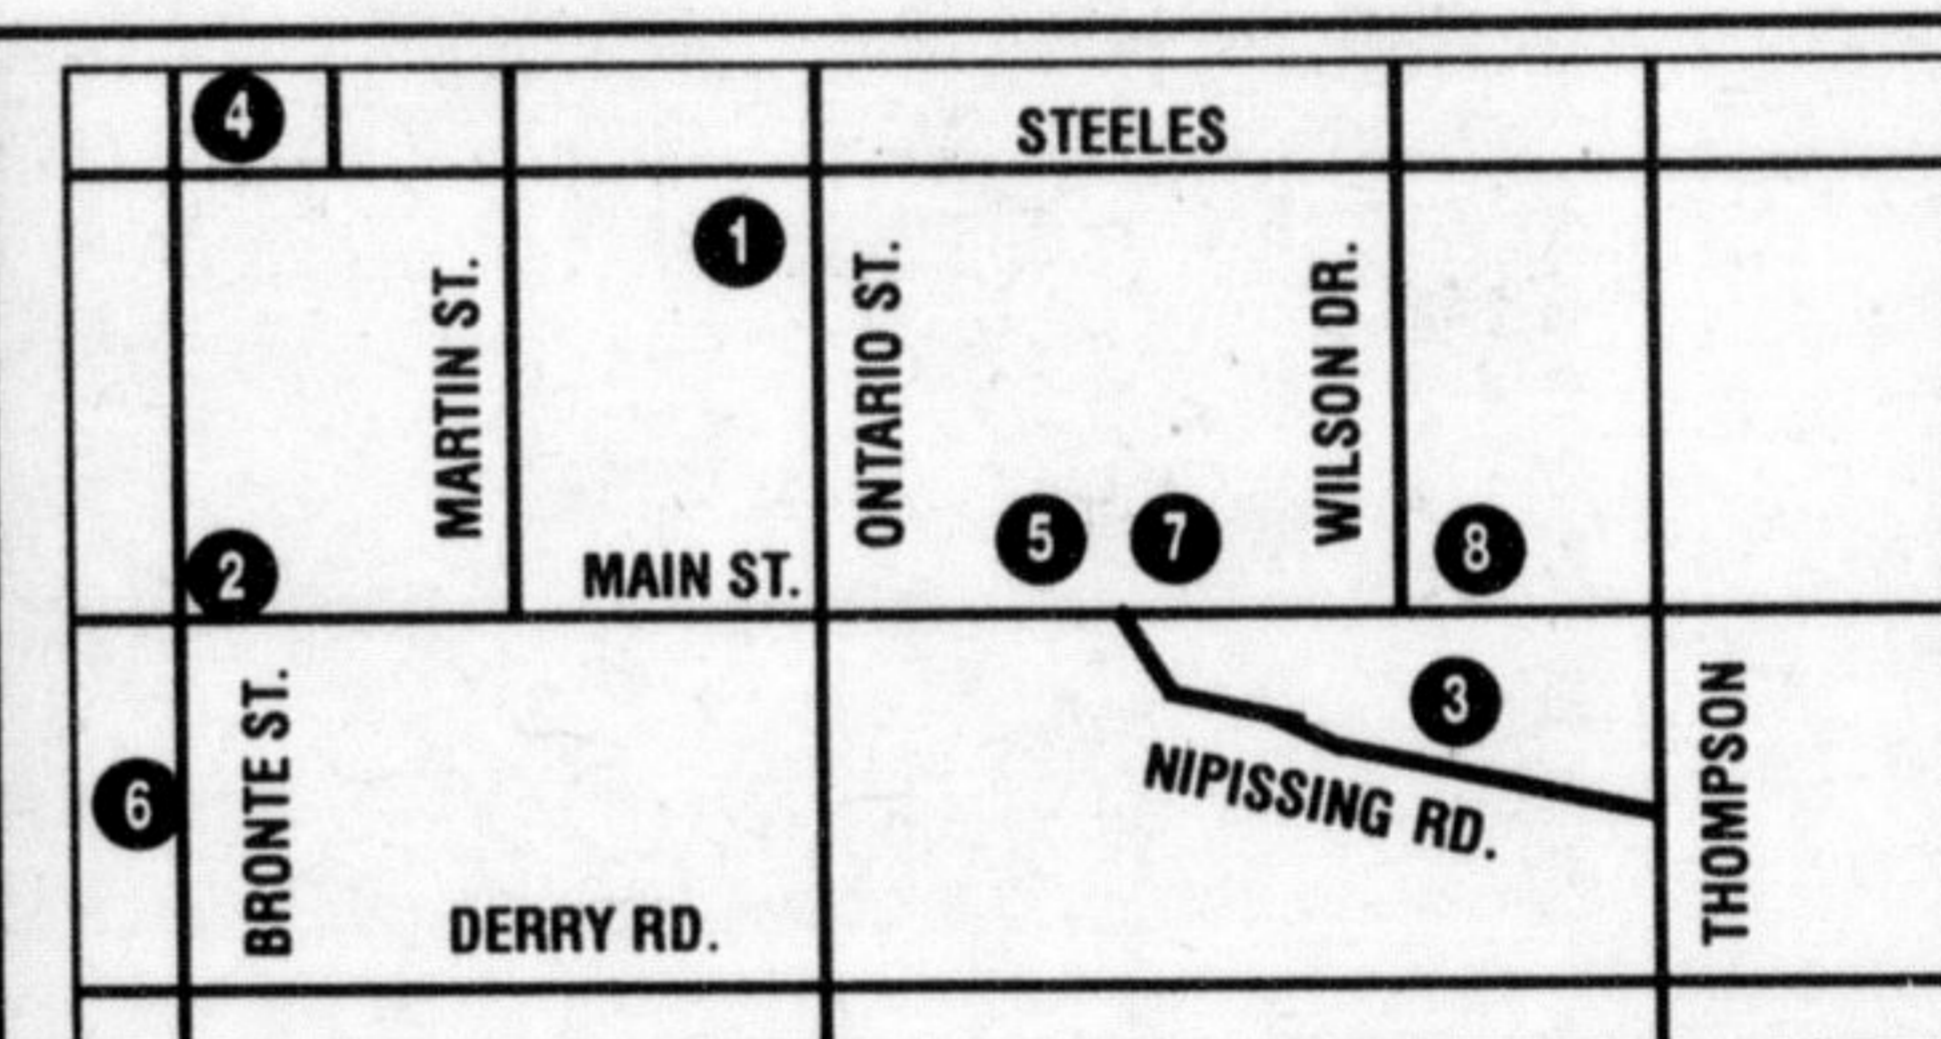 4
STEELES
1
MARTIN ST.
ONTARIO ST.
WILSON DR.
5
7
8
2
MAIN ST.
3
BRONTE ST.
NIPISSING RD.
THOMPSON
6
DERRY RD.